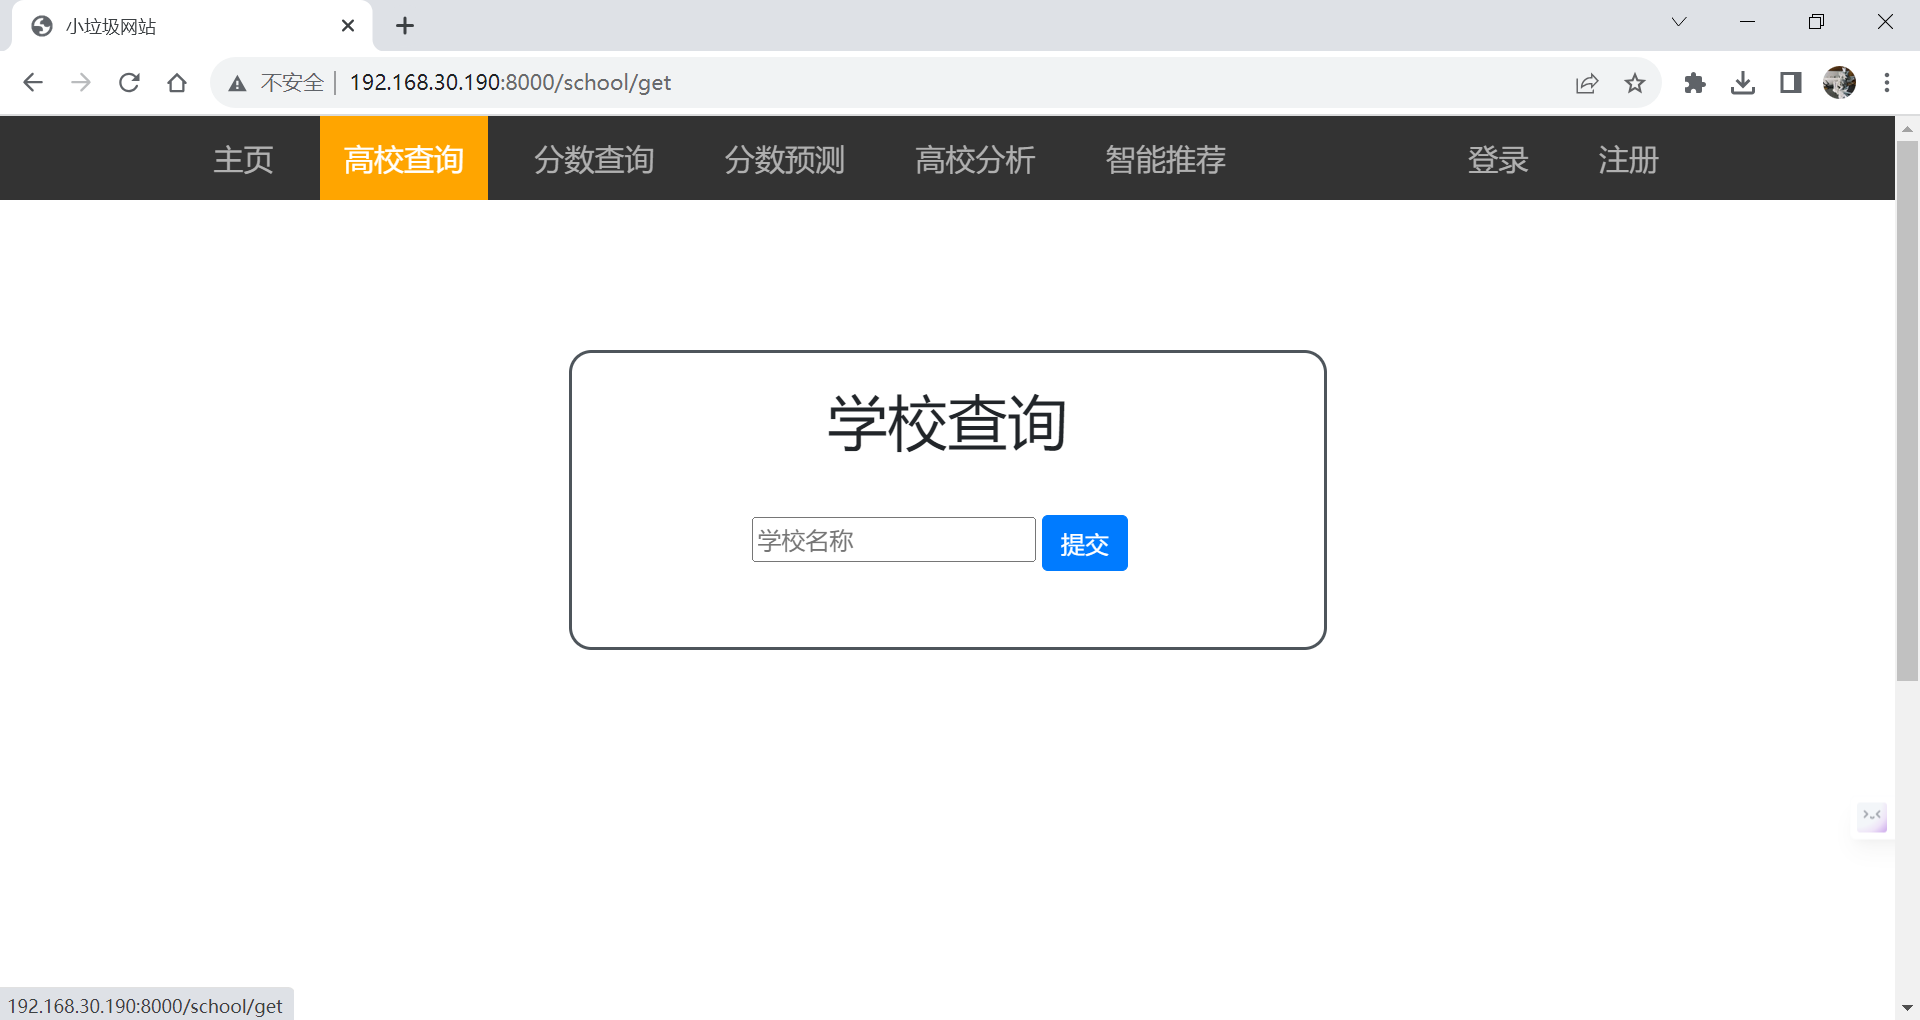 小垃圾网站
不安全 | 192.168.30.190:8000/school/get
主页 高校查询 分数查询 分数预测 高校分析 智能推荐 登录 注册
学校查询
学校名称 提交
192.168.30.190:8000/school/get